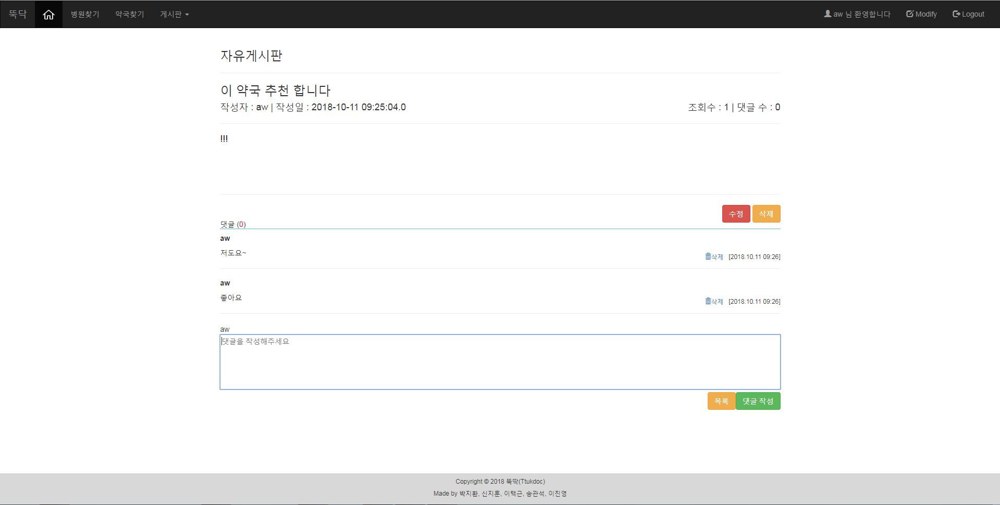 뚝닥 병원찾기 약국찾기 게시판 aw 님 환영합니다 Modify Logout
자유게시판
이 약국 추천 합니다
작성자 : aw | 작성일 : 2018-10-11 09:25:04.0 조회수 : 1 | 댓글 수 : 0
!!!
수정 삭제
댓글 (0)
aw
저도요~
삭제 [2018.10.11 09:26]
aw
좋아요
삭제 [2018.10.11 09:26]
aw
댓글을 작성해주세요
목록 댓글 작성
Copyright © 2018 뚝딱(Ttukdoc)
Made by 박지환, 신지훈, 이택근, 송관석, 이진영